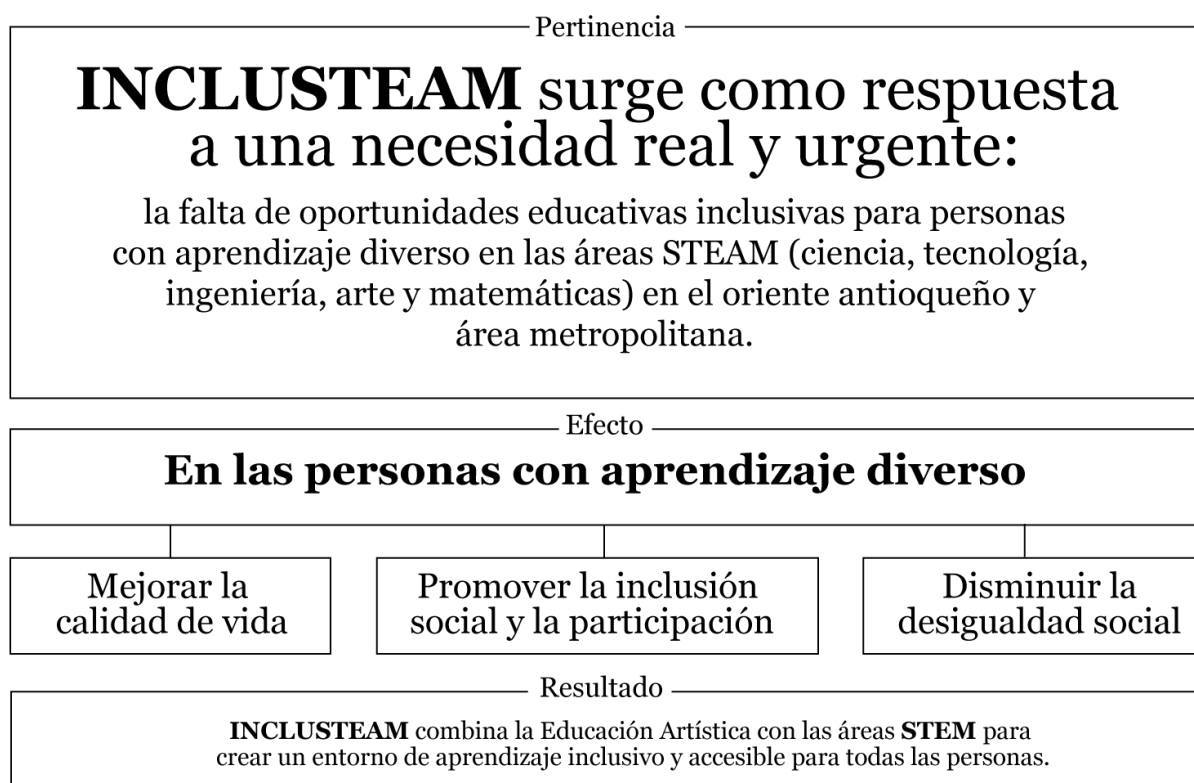 Pertinencia
INCLUSTEAM surge como respuesta
a una necesidad real y urgente:
la falta de oportunidades educativas inclusivas para personas
con aprendizaje diverso en las áreas STEAM (ciencia, tecnología,
ingeniería, arte y matemáticas) en el oriente antioqueño y
área metropolitana.
Efecto
En las personas con aprendizaje diverso
Mejorar la
calidad de vida
Promover la inclusión
social y la participación
Disminuir la
desigualdad social
Resultado
INCLUSTEAM combina la Educación Artística con las áreas STEM para
crear un entorno de aprendizaje inclusivo y accesible para todas las personas.